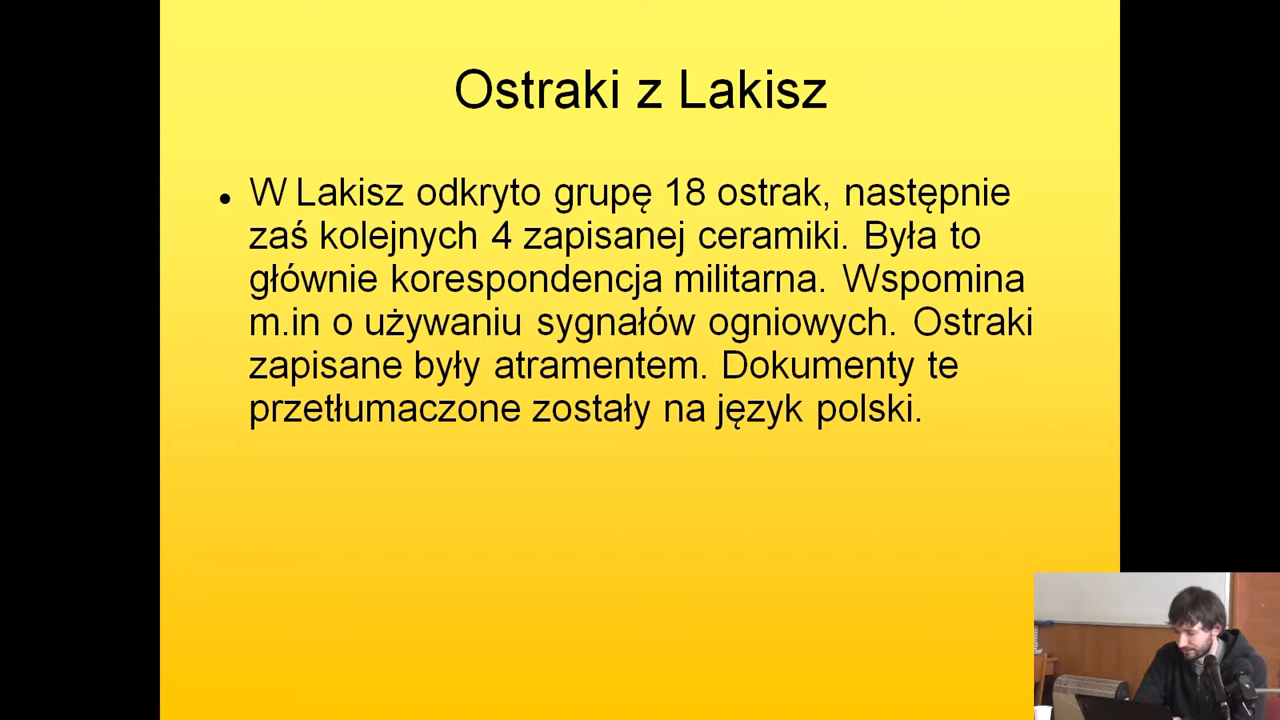 Ostraki z Lakisz
• W Lakisz odkryto grupę 18 ostrak, następnie
zaś kolejnych 4 zapisanej ceramiki. Była to
głównie korespondencja militarna. Wspomina
m.in o używaniu sygnałów ogniowych. Ostraki
zapisane były atramentem. Dokumenty te
przetłumaczone zostały na język polski.